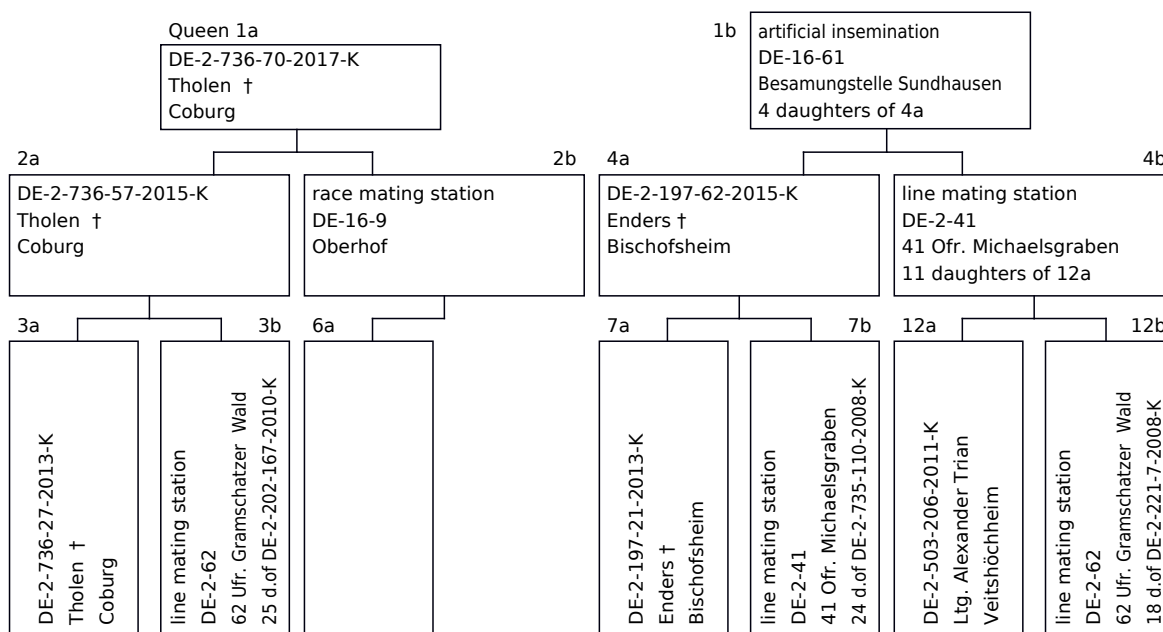 Queen 1a
DE-2-736-70-2017-K
Tholen †
Coburg
1b
artificial insemination
DE-16-61
Besamungstelle Sundhausen
4 daughters of 4a
2a
DE-2-736-57-2015-K
Tholen †
Coburg
2b
race mating station
DE-16-9
Oberhof
4a
DE-2-197-62-2015-K
Enders †
Bischofsheim
4b
line mating station
DE-2-41
41 Ofr. Michaelsgraben
11 daughters of 12a
3a
DE-2-736-27-2013-K
Tholen †
Coburg
3b
line mating station
DE-2-62
62 Ufr. Gramschatzer Wald
25 d.of DE-2-202-167-2010-K
6a
7a
DE-2-197-21-2013-K
Enders †
Bischofsheim
7b
line mating station
DE-2-41
41 Ofr. Michaelsgraben
24 d.of DE-2-735-110-2008-K
12a
DE-2-503-206-2011-K
Ltg. Alexander Trian
Veitshöchheim
12b
line mating station
DE-2-62
62 Ufr. Gramschatzer Wald
18 d.of DE-2-221-7-2008-K